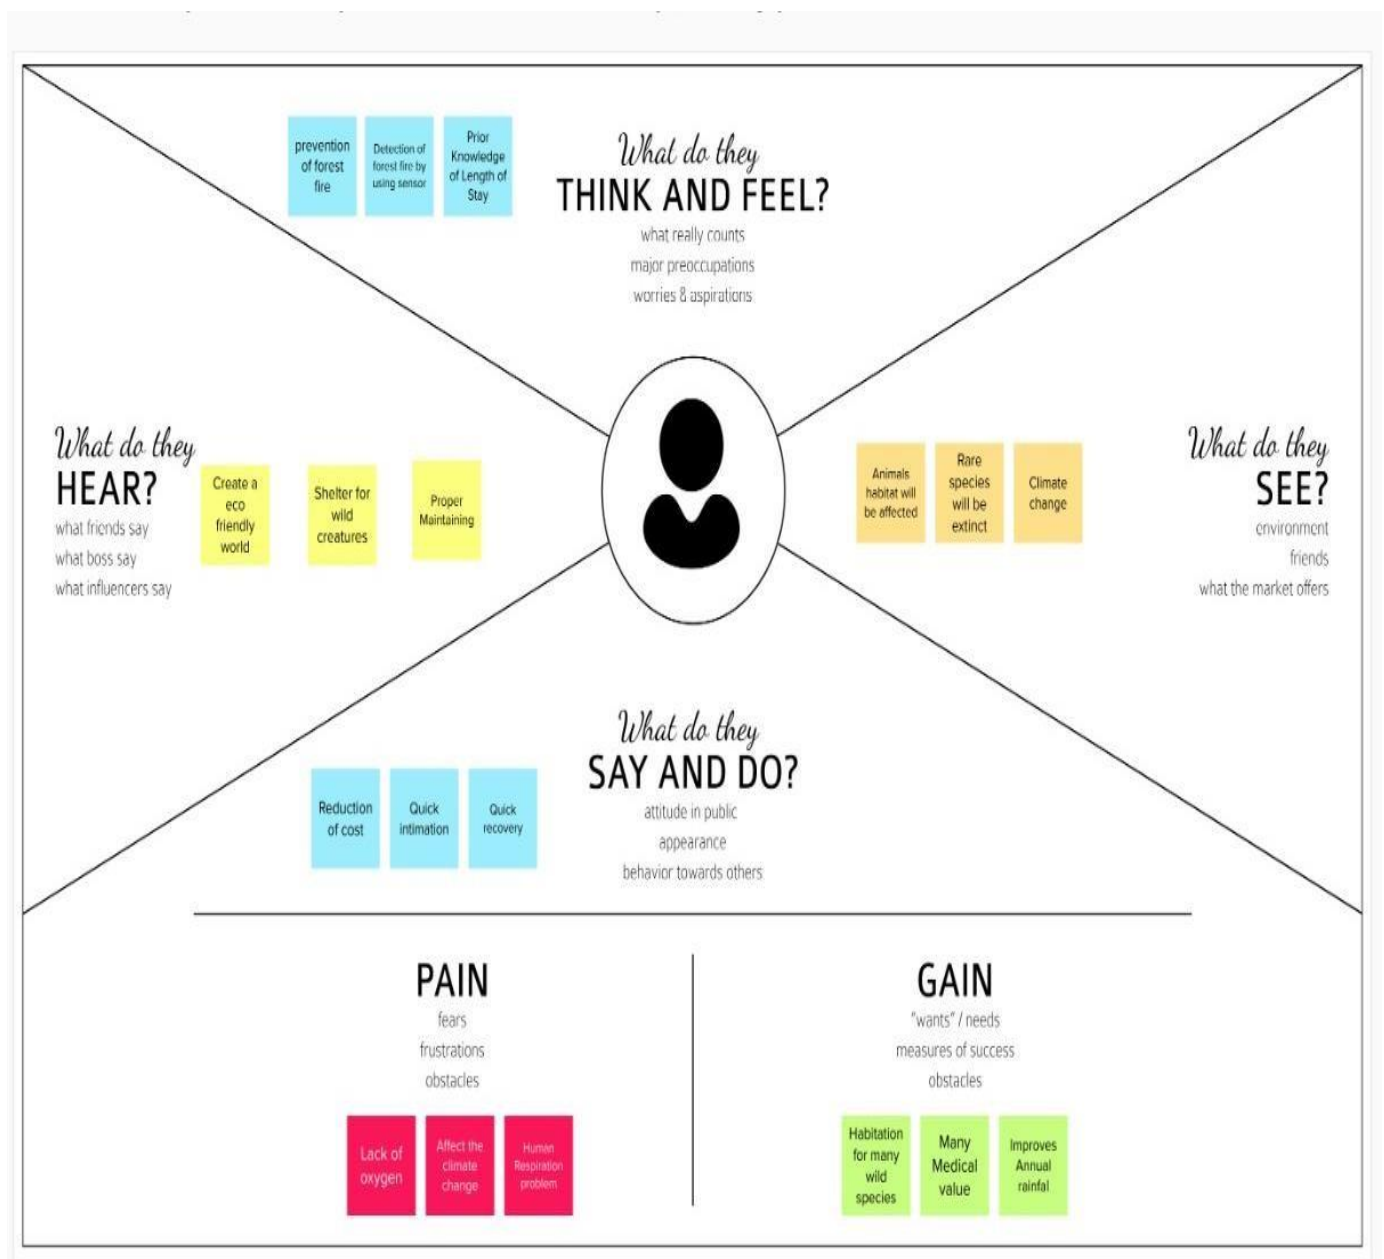 prevention
of forest
fire
Detection of
forest fire by
using sensor
Prior
Knowledge
of Length of
Stay
What do they
THINK AND FEEL?
what really counts
major preoccupations
worries & aspirations
What do they
HEAR?
what friends say
what boss say
what influencers say
Create a
eco
friendly
world
Shelter for
wild
creatures
Proper
Maintaining
Animals
habitat will
be affected
Rare
species
will be
extinct
Climate
change
What do they
SEE?
environment
friends
what the market offers
What do they
SAY AND DO?
attitude in public
appearance
behavior towards others
Reduction
of cost
Quick
intimation
Quick
recovery
PAIN
fears
frustrations
obstacles
Lack of
oxygen
Affect the
climate
change
Human
Respiration
problem
GAIN
"wants" / needs
measures of success
obstacles
Habitation
for many
wild
species
Many
Medical
value
Improves
Annual
rainfal